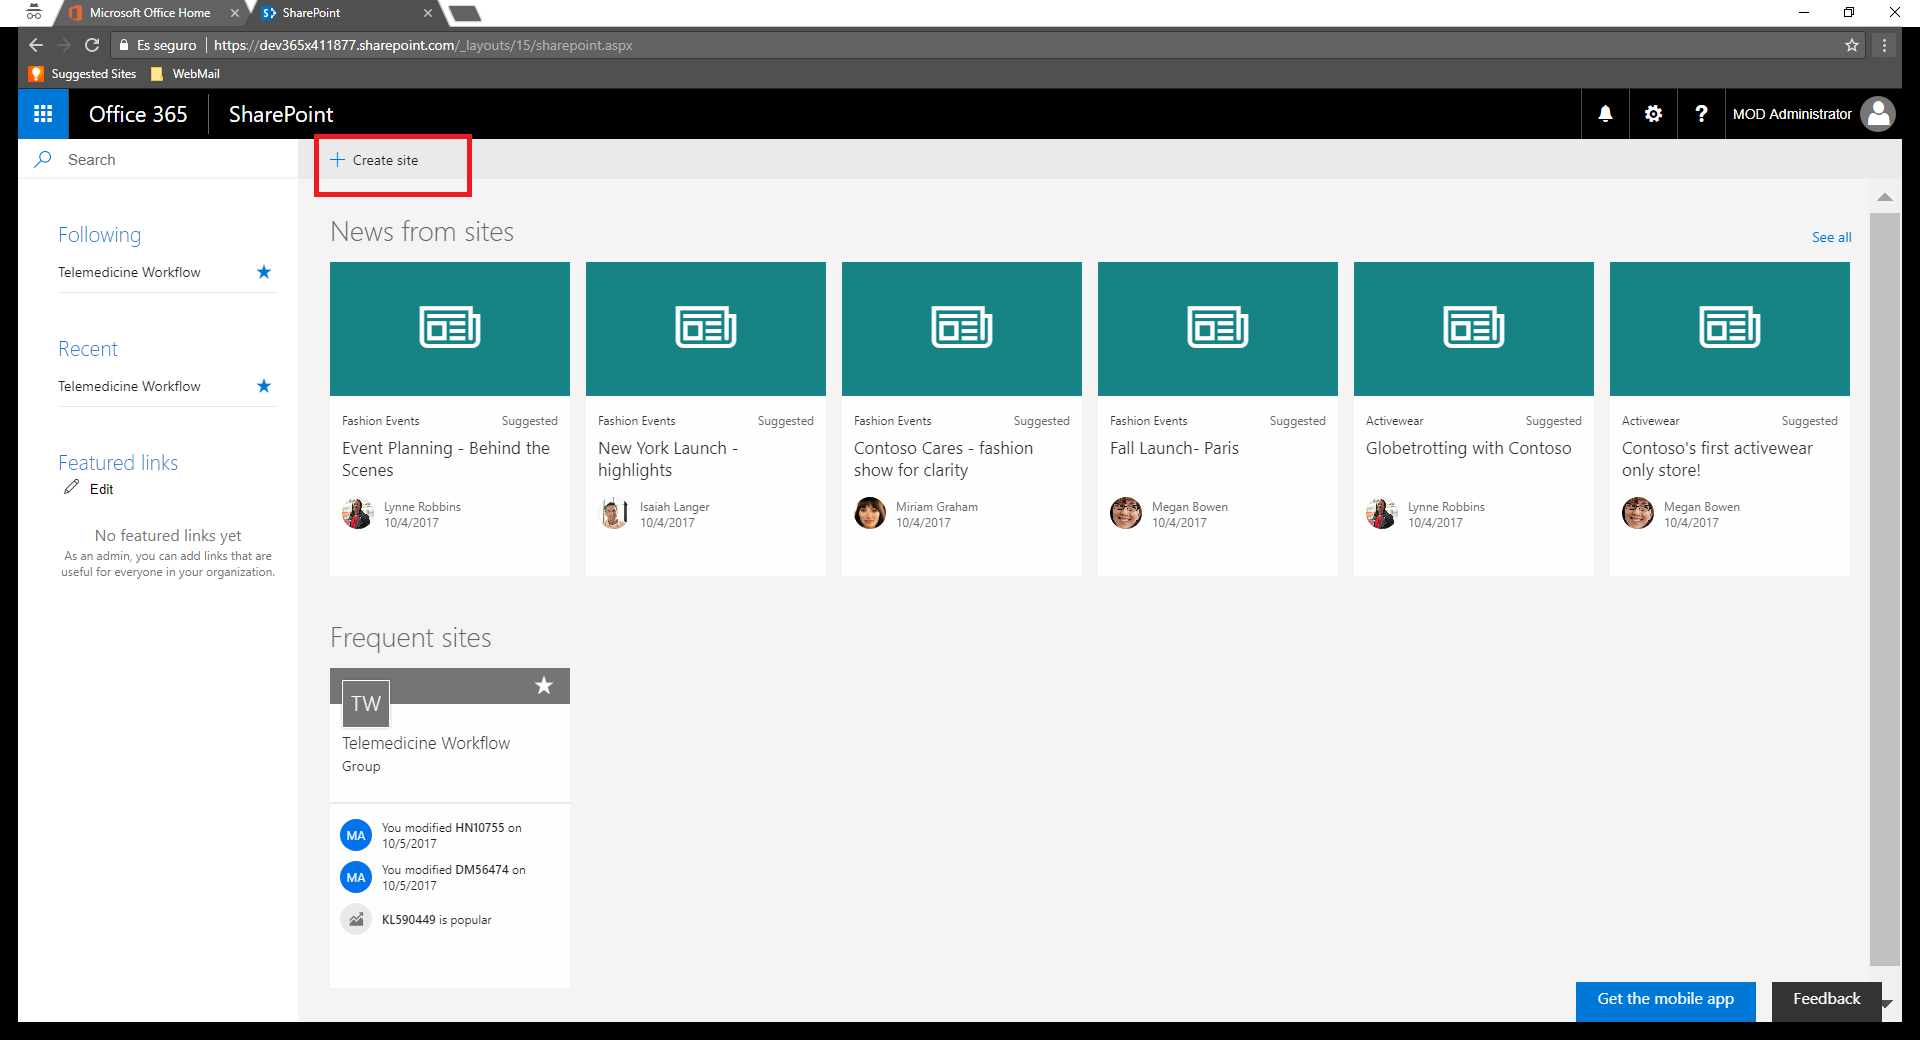 Microsoft Office Home
SharePoint
Es seguro
https://dev365x411877.sharepoint.com/_layouts/15/sharepoint.aspx
Suggested Sites
WebMail
Office 365
SharePoint
?
MOD Administrator
Search
Create site
Following
Telemedicine Workflow
Recent
Telemedicine Workflow
Featured links
Edit
No featured links yet
As an admin, you can add links that are
useful for everyone in your organization.
News from sites
See all
Fashion Events
Suggested
Event Planning - Behind the
Scenes
Lynne Robbins
10/4/2017
Fashion Events
Suggested
New York Launch -
highlights
Isaiah Langer
10/4/2017
Fashion Events
Suggested
Contoso Cares - fashion
show for clarity
Miriam Graham
10/4/2017
Fashion Events
Suggested
Fall Launch- Paris
Megan Bowen
10/4/2017
Activewear
Suggested
Globetrotting with Contoso
Lynne Robbins
10/4/2017
Activewear
Suggested
Contoso's first activewear
only store!
Megan Bowen
10/4/2017
Frequent sites
TW
Telemedicine Workflow
Group
MA
You modified HN10755 on
10/5/2017
MA
You modified DM56474 on
10/5/2017
KL590449 is popular
Get the mobile app
Feedback